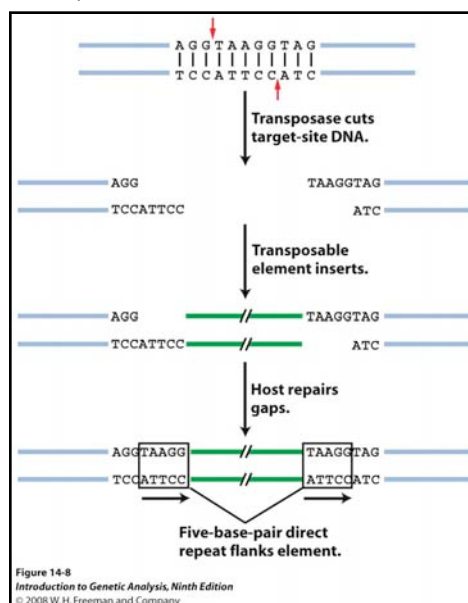 AGGTAAGGTAG
TCCATTCCATC
Transposase cuts
target-site DNA.
AGG TAAGGTAG
TCCATTCC ATC
Transposable
element inserts.
AGG TAAGGTAG
TCCATTCC ATC
Host repairs
gaps.
AGGTAAGG TAAGGTAG
TCCATTCC ATTCCATC
Five-base-pair direct
repeat flanks element.
Figure 14-8
Introduction to Genetic Analysis, Ninth Edition
© 2008 W.H. Freeman and Company